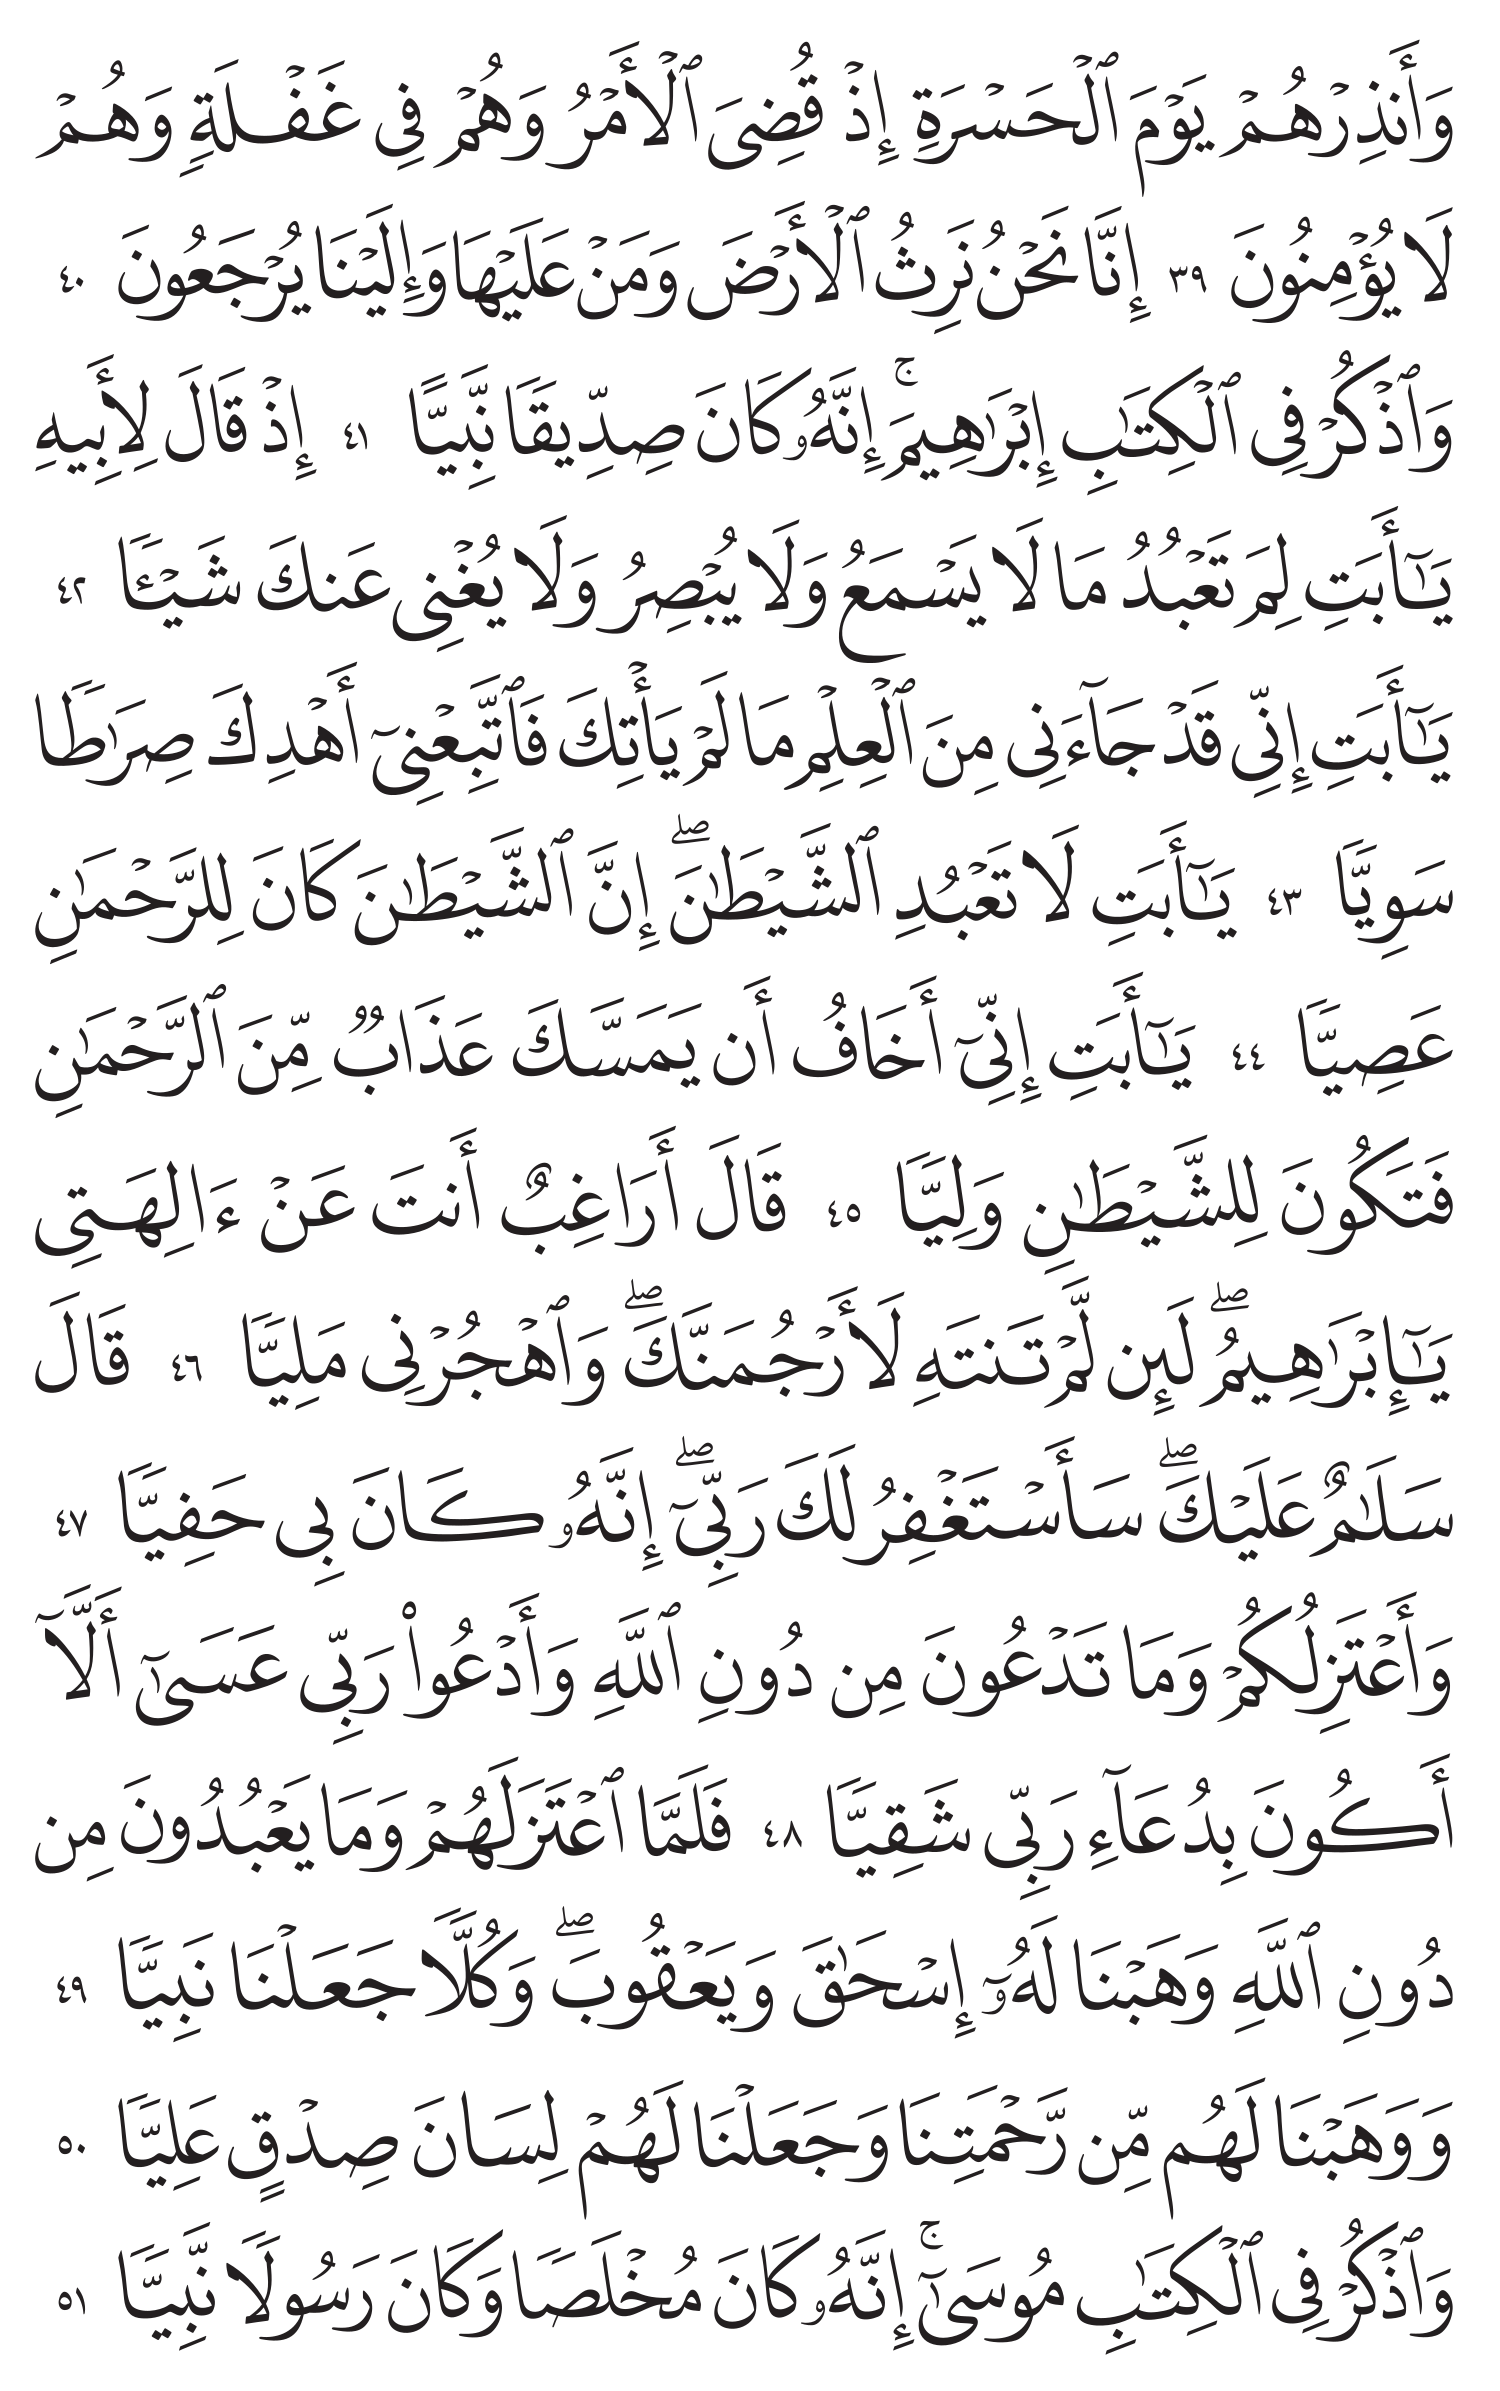 وَأَنذِرْهُمْ يَوْمَ ٱلْحَسْرَةِ إِذْ قُضِىَ ٱلْأَمْرُ وَهُمْ فِى غَفْلَةٍ وَهُمْ
لَا يُؤْمِنُونَ ٣٩ إِنَّا نَحْنُ نَرِثُ ٱلْأَرْضَ وَمَنْ عَلَيْهَا وَإِلَيْنَا يُرْجَعُونَ ٤٠
وَٱذْكُرْ فِى ٱلْكِتَـٰبِ إِبْرَٰهِيمَ ۚ إِنَّهُۥ كَانَ صِدِّيقًا نَّبِيًّا ٤١ إِذْ قَالَ لِأَبِيهِ
يَـٰٓأَبَتِ لِمَ تَعْبُدُ مَا لَا يَسْمَعُ وَلَا يُبْصِرُ وَلَا يُغْنِى عَنكَ شَيْـًٔا ٤٢
يَـٰٓأَبَتِ إِنِّى قَدْ جَآءَنِى مِنَ ٱلْعِلْمِ مَا لَمْ يَأْتِكَ فَٱتَّبِعْنِىٓ أَهْدِكَ صِرَٰطًا
سَوِيًّا ٤٣ يَـٰٓأَبَتِ لَا تَعْبُدِ ٱلشَّيْطَـٰنَ ۖ إِنَّ ٱلشَّيْطَـٰنَ كَانَ لِلرَّحْمَـٰنِ
عَصِيًّا ٤٤ يَـٰٓأَبَتِ إِنِّىٓ أَخَافُ أَن يَمَسَّكَ عَذَابٌ مِّنَ ٱلرَّحْمَـٰنِ
فَتَكُونَ لِلشَّيْطَـٰنِ وَلِيًّا ٤٥ قَالَ أَرَاغِبٌ أَنتَ عَنْ ءَالِهَتِى
يَـٰٓإِبْرَٰهِيمُ ۖ لَئِن لَّمْ تَنتَهِ لَأَرْجُمَنَّكَ ۖ وَٱهْجُرْنِى مَلِيًّا ٤٦ قَالَ
سَلَـٰمٌ عَلَيْكَ ۖ سَأَسْتَغْفِرُ لَكَ رَبِّىٓ ۖ إِنَّهُۥ كَانَ بِى حَفِيًّا ٤٧
وَأَعْتَزِلُكُمْ وَمَا تَدْعُونَ مِن دُونِ ٱللَّهِ وَأَدْعُوا۟ رَبِّى عَسَىٰٓ أَلَّآ
أَكُونَ بِدُعَآءِ رَبِّى شَقِيًّا ٤٨ فَلَمَّا ٱعْتَزَلَهُمْ وَمَا يَعْبُدُونَ مِن
دُونِ ٱللَّهِ وَهَبْنَا لَهُۥٓ إِسْحَـٰقَ وَيَعْقُوبَ ۖ وَكُلًّا جَعَلْنَا نَبِيًّا ٤٩
وَوَهَبْنَا لَهُم مِّن رَّحْمَتِنَا وَجَعَلْنَا لَهُمْ لِسَانَ صِدْقٍ عَلِيًّا ٥٠
وَٱذْكُرْ فِى ٱلْكِتَـٰبِ مُوسَىٰٓ ۚ إِنَّهُۥ كَانَ مُخْلَصًا وَكَانَ رَسُولًا نَّبِيًّا ٥١